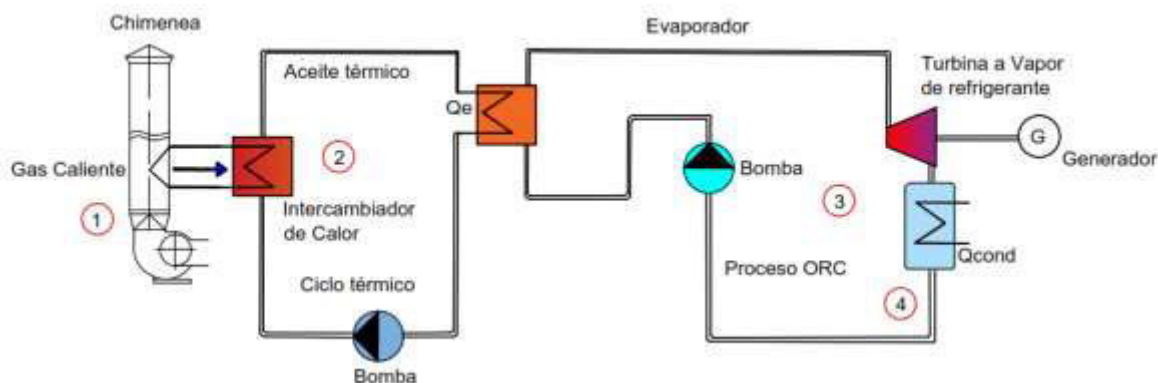 Chimenea
Evaporador
Aceite térmico
Turbina a Vapor
de refrigerante
Qe
G
Generador
2
Gas Caliente
Bomba
1
Intercambiador
de Calor
3
Qcond
Proceso ORC
Ciclo térmico
4
Bomba